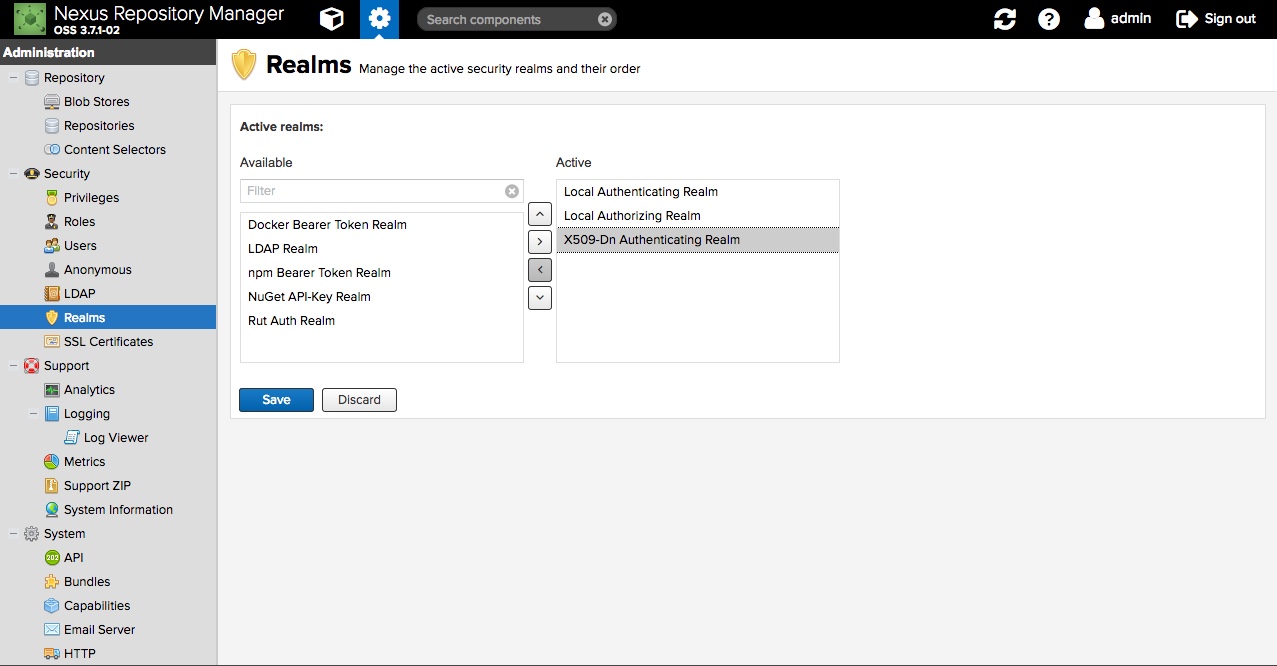 Nexus Repository Manager
OSS 3.7.1-02
Search components
admin
Sign out
Administration
Repository
Blob Stores
Repositories
Content Selectors
Security
Privileges
Roles
Users
Anonymous
LDAP
Realms
SSL Certificates
Support
Analytics
Logging
Log Viewer
Metrics
Support ZIP
System Information
System
202 API
Bundles
Capabilities
Email Server
HTTP
Realms Manage the active security realms and their order
Active realms:
Available
Filter
Docker Bearer Token Realm
LDAP Realm
npm Bearer Token Realm
NuGet API-Key Realm
Rut Auth Realm
Active
Local Authenticating Realm
Local Authorizing Realm
X509-Dn Authenticating Realm
Save
Discard